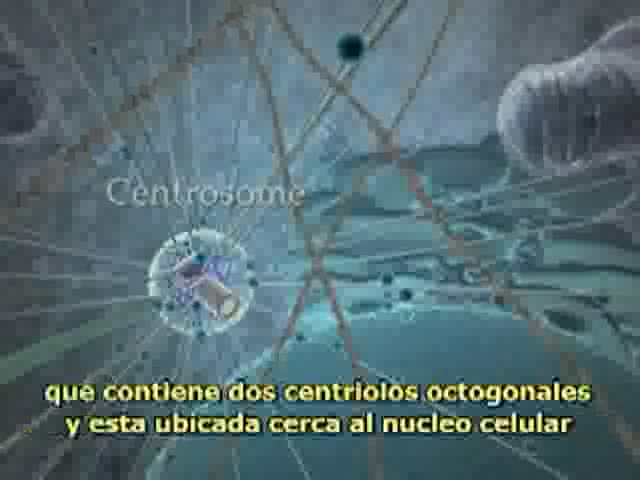 Centrosome
que contiene dos centriolos octogonales
y esta ubicada cerca al nucleo celular